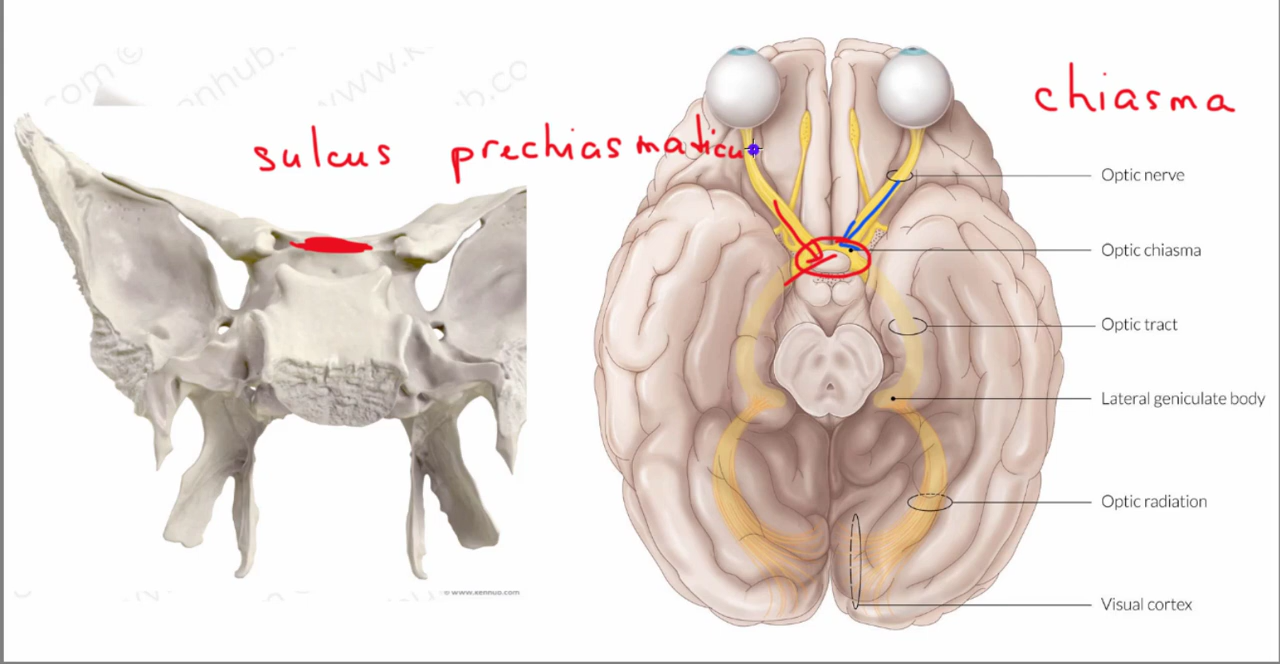 sulcus prechiasmaticu
chiasma
Optic nerve
Optic chiasma
Optic tract
Lateral geniculate body
Optic radiation
Visual cortex
© www.kenhub.com